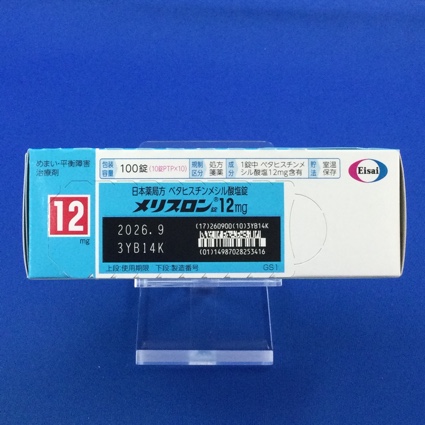 めまい・平衡障害
治療剤
包装
容量
100錠(10錠PTP×10)
規制
区分
処方
箋薬
成
分
1錠中 ベタヒスチンメ
シル酸塩12mg含有
貯
法
室温
保存
Eisai
12
mg
日本薬局方 ベタヒスチンメシル酸塩錠
メリスロン®錠12mg
2026.9
3YB14K
(17)260900(10)3YB14K
(01)14987028253416
上段:使用期限 下段:製造番号
GS1